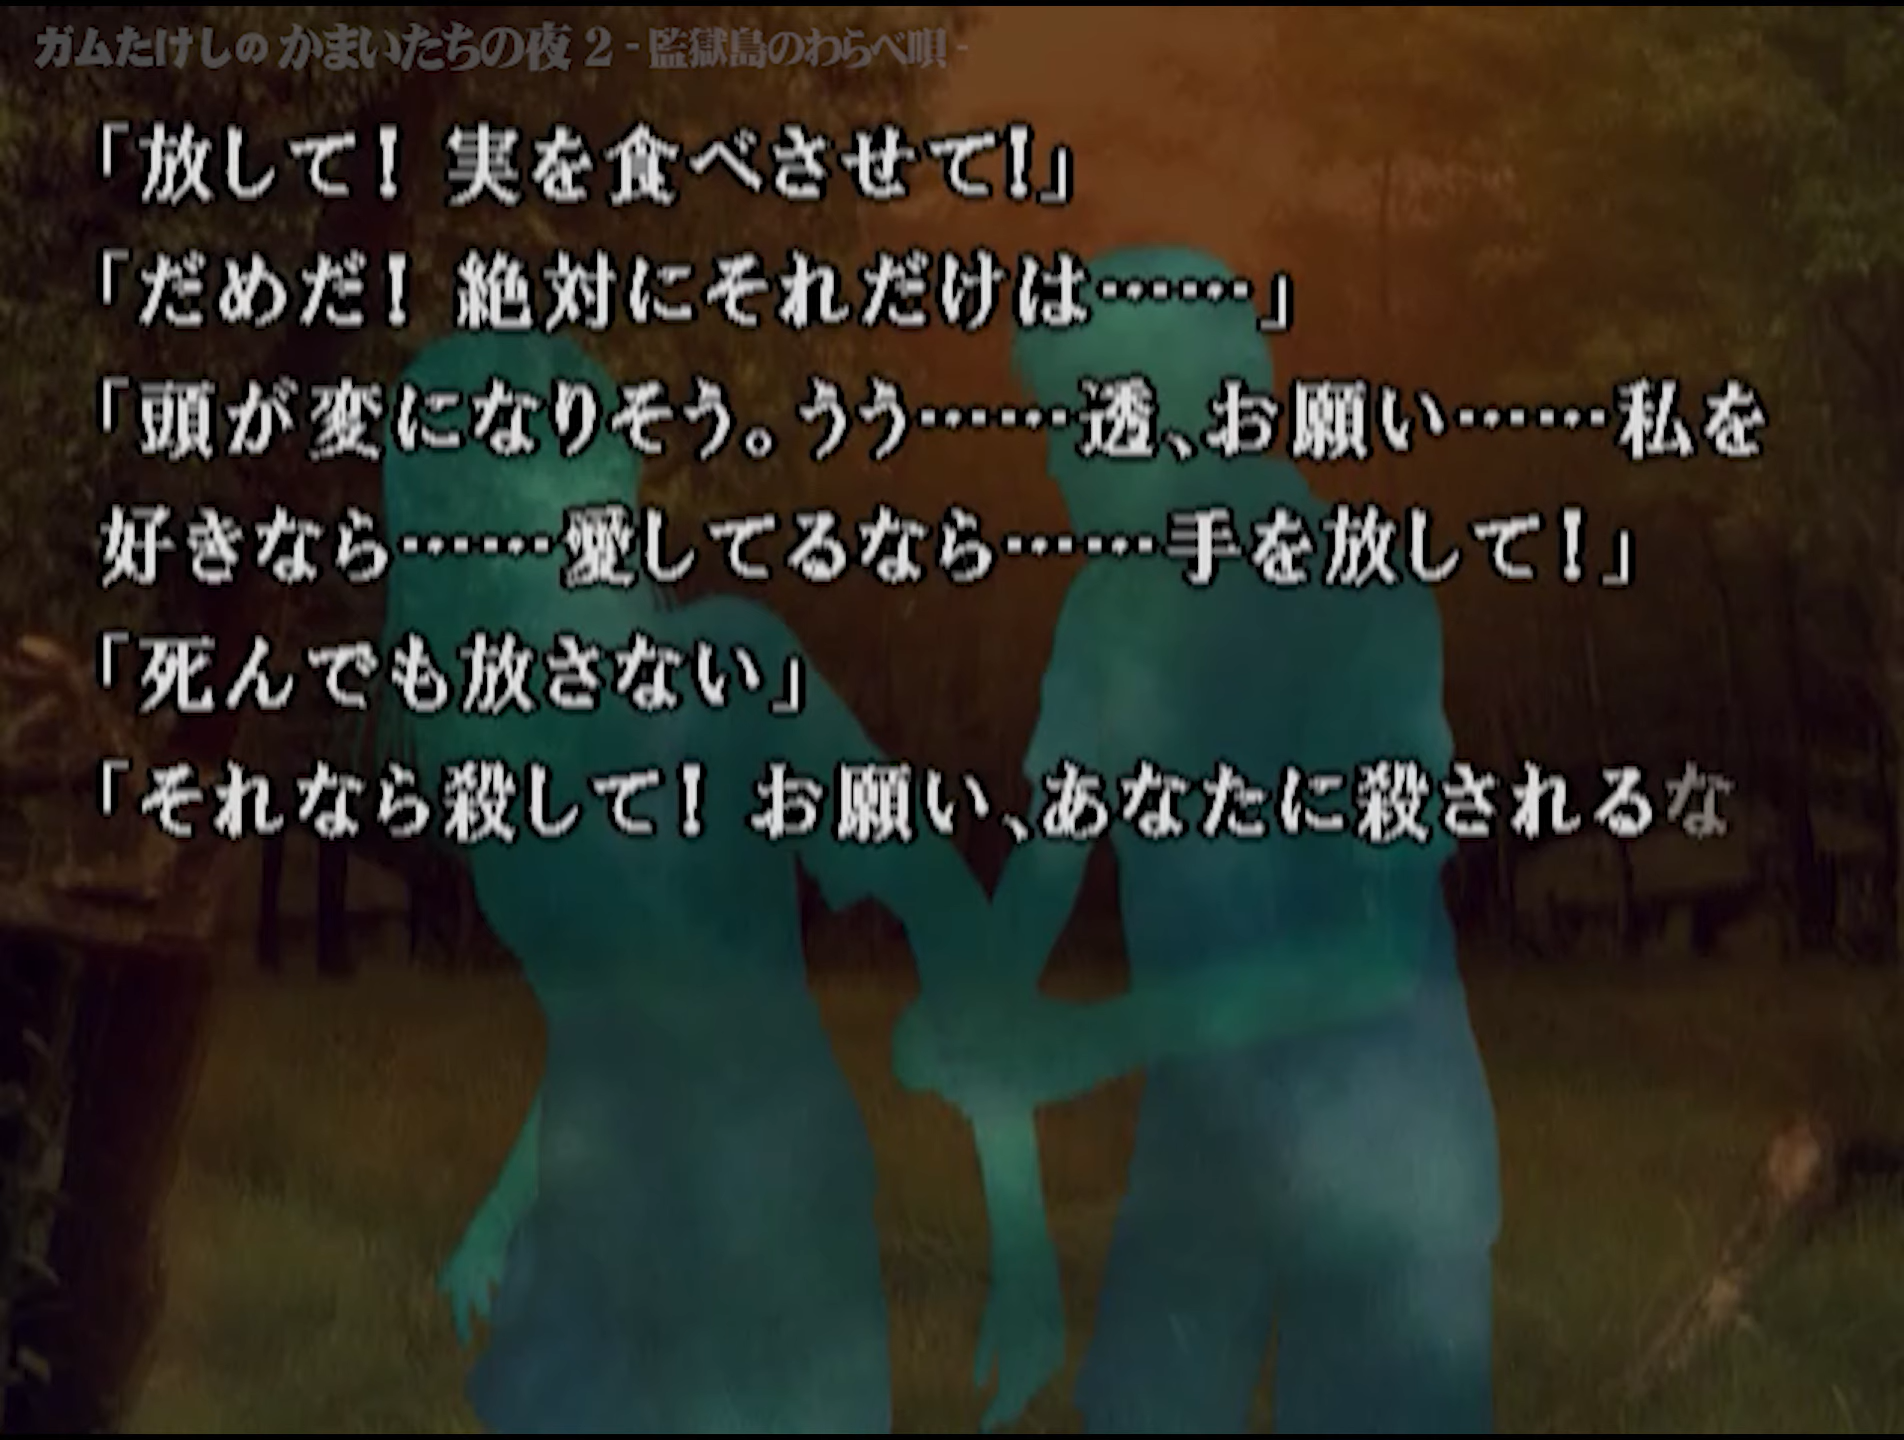 ガムたけしの かまいたちの夜 2 - 監獄島のわらべ唄 -
「放して! 実を食べさせて!」
「だめだ! 絶対にそれだけは……」
「頭が変になりそう。うう……透、お願い……私を
好きなら……愛してるなら……手を放して!」
「死んでも放さない」
「それなら殺して! お願い、あなたに殺されるな